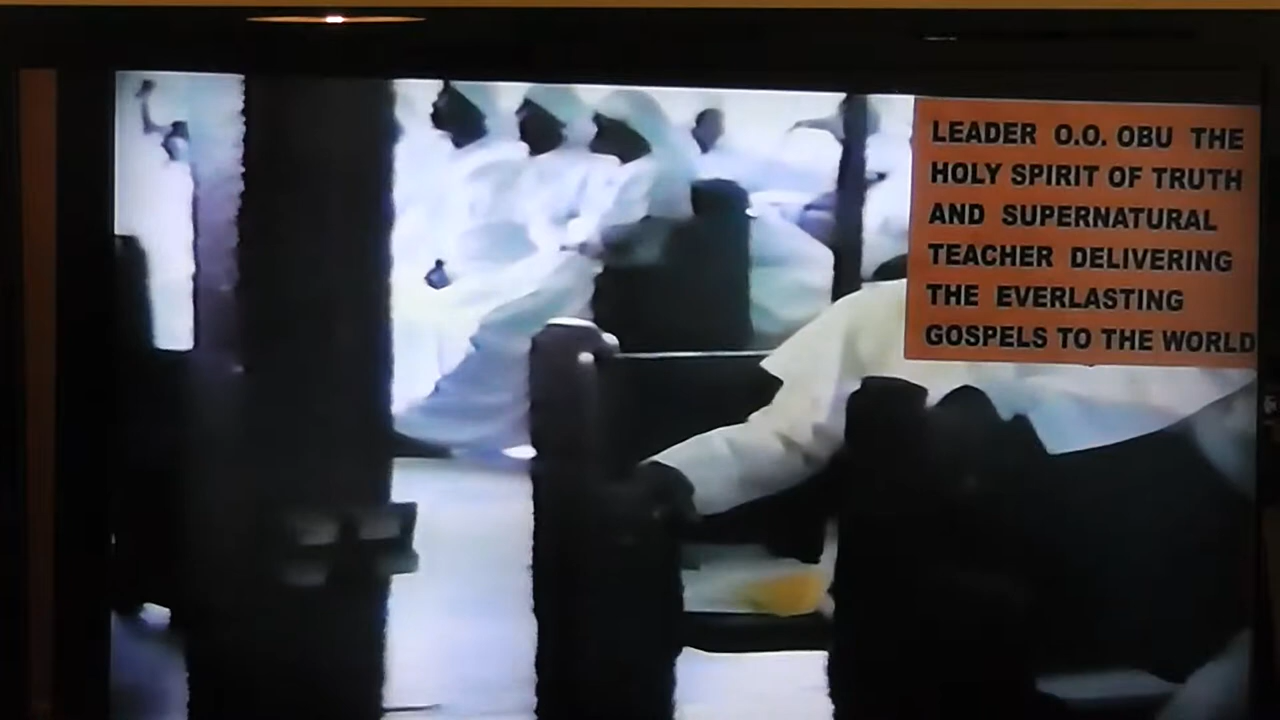 LEADER O.O. OBU THE
HOLY SPIRIT OF TRUTH
AND SUPERNATURAL
TEACHER DELIVERING
THE EVERLASTING
GOSPELS TO THE WORLD